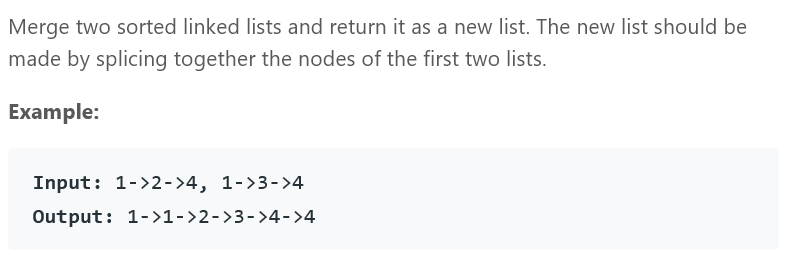 Merge two sorted linked lists and return it as a new list. The new list should be
made by splicing together the nodes of the first two lists.
Example:
Input: 1->2->4, 1->3->4
Output: 1->1->2->3->4->4